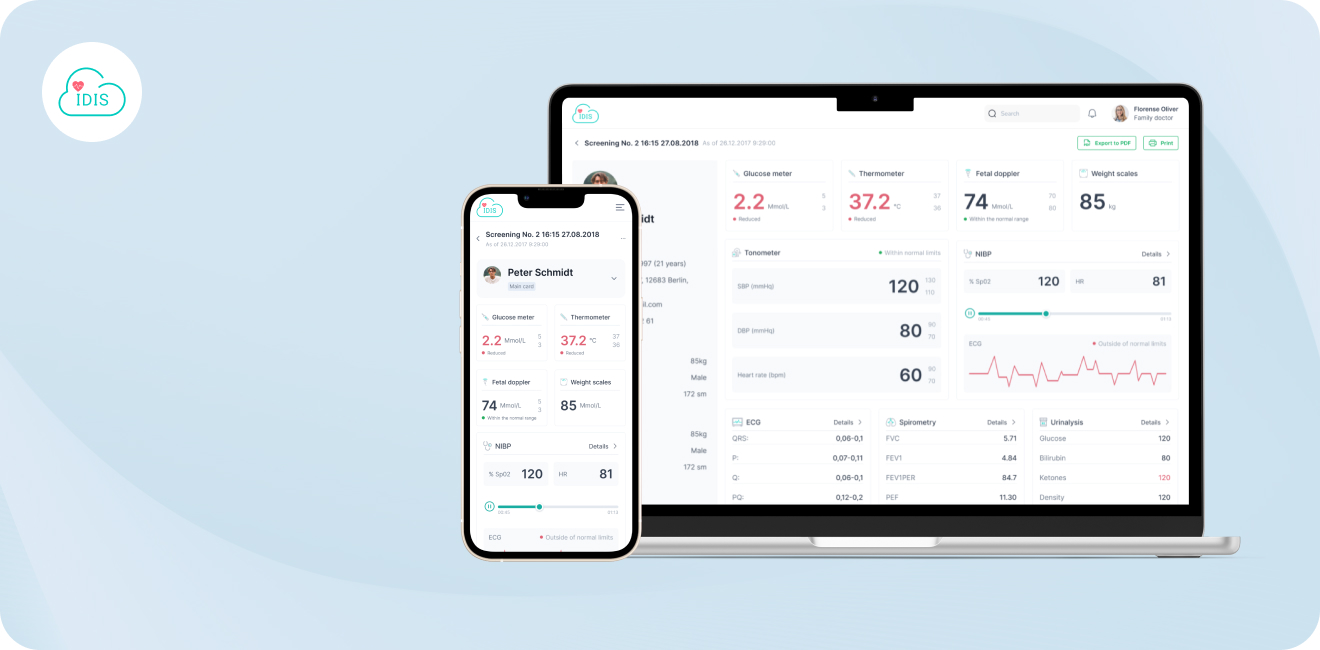 IDIS
IDIS
Search
Florense Oliver
Family doctor
Screening No. 2 16:15 27.08.2018 As of 26.12.2017 9:29:00
Export to PDF
Print
Glucose meter
2.2 Mmol/L 5 3
Reduced
Thermometer
37.2 °C 37 36
Reduced
Fetal doppler
74 Mmol/L 70 80
Within the normal range
Weight scales
85 kg
idt
997 (21 years)
, 12683 Berlin,
il.com
61
85kg
Male
172 sm
85kg
Male
172 sm
Tonometer Within normal limits
SBP (mmHg) 120 130 110
DBP (mmHg) 80 90 70
Heart rate (bpm) 60 90 70
NIBP Details
% Sp02 120 HR 81
00:45 01:10
ECG Outside of normal limits
ECG Details
QRS: 0,06-0,1
P: 0,07-0,11
Q: 0,06-0,1
PQ: 0,12-0,2
Spirometry Details
FVC 5.71
FEV1 4.84
FEV1PER 84.7
PEF 11.30
Urinalysis Details
Glucose 120
Bilirubin 80
Ketones 120
Density 120
IDIS
Screening No. 2 16:15 27.08.2018
As of 26.12.2017 9:29:00
Peter Schmidt
Main card
Glucose meter
2.2 Mmol/L 5 3
Reduced
Thermometer
37.2 °C 37 36
Reduced
Fetal doppler
74 Mmol/L 5 3
Within the normal range
Weight scales
85 Mmol/L
NIBP Details
% Sp02 120 HR 81
00:45 01:10
ECG Outside of normal limits